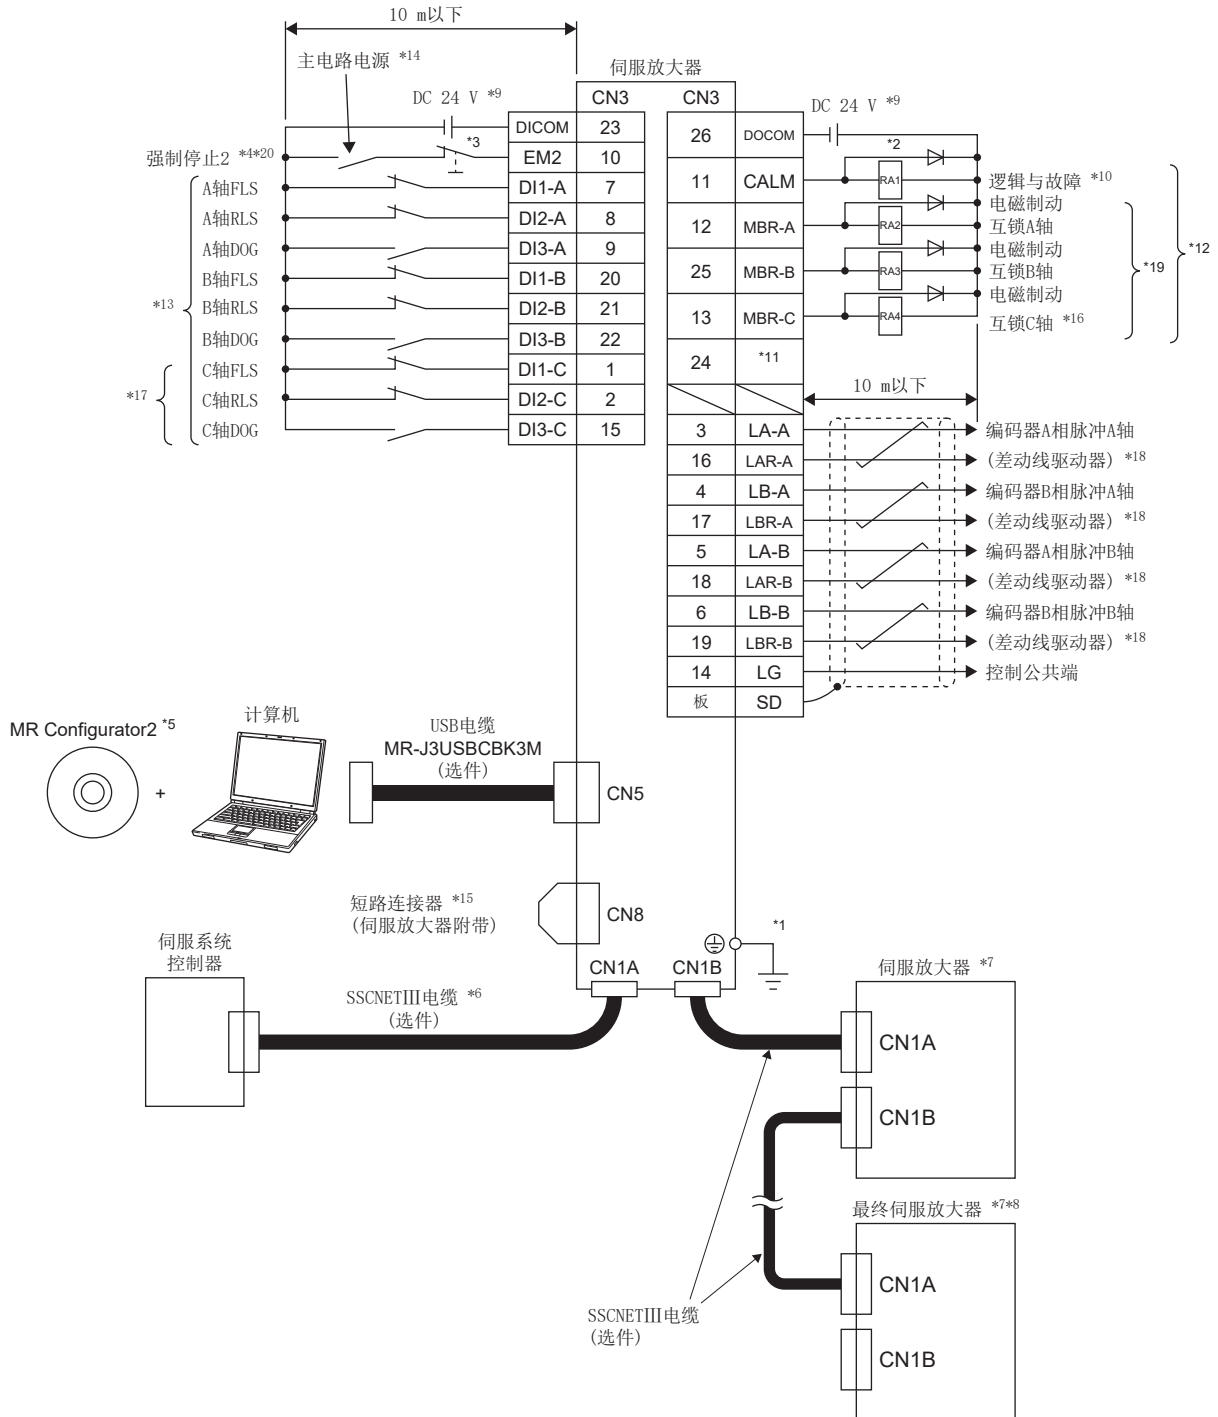 10 m以下
主电路电源 *14
伺服放大器
DC 24 V *9
CN3
CN3
DC 24 V *9
DICOM 23
26 DOCOM
强制停止2 *4*20
*3
EM2 10
*2
A轴FLS
DI1-A 7
11 CALM
RA1
逻辑与故障 *10
电磁制动
A轴RLS
DI2-A 8
12 MBR-A
RA2
互锁A轴
A轴DOG
DI3-A 9
电磁制动
B轴FLS
DI1-B 20
25 MBR-B
RA3
互锁B轴
*19
*12
*13
B轴RLS
DI2-B 21
电磁制动
13 MBR-C
RA4
互锁C轴 *16
B轴DOG
DI3-B 22
C轴FLS
DI1-C 1
24 *11
*17
C轴RLS
DI2-C 2
10 m以下
C轴DOG
DI3-C 15
3 LA-A
编码器A相脉冲A轴
16 LAR-A
(差动线驱动器) *18
4 LB-A
编码器B相脉冲A轴
17 LBR-A
(差动线驱动器) *18
5 LA-B
编码器A相脉冲B轴
18 LAR-B
(差动线驱动器) *18
6 LB-B
编码器B相脉冲B轴
19 LBR-B
(差动线驱动器) *18
14 LG
控制公共端
板 SD
MR Configurator2 *5
+
计算机
USB电缆
MR-J3USBCBK3M
(选件)
CN5
短路连接器 *15
(伺服放大器附带)
CN8
*1
伺服系统
控制器
CN1A
CN1B
SSCNETⅢ电缆 *6
(选件)
伺服放大器 *7
CN1A
CN1B
最终伺服放大器 *7*8
CN1A
CN1B
SSCNETⅢ电缆
(选件)